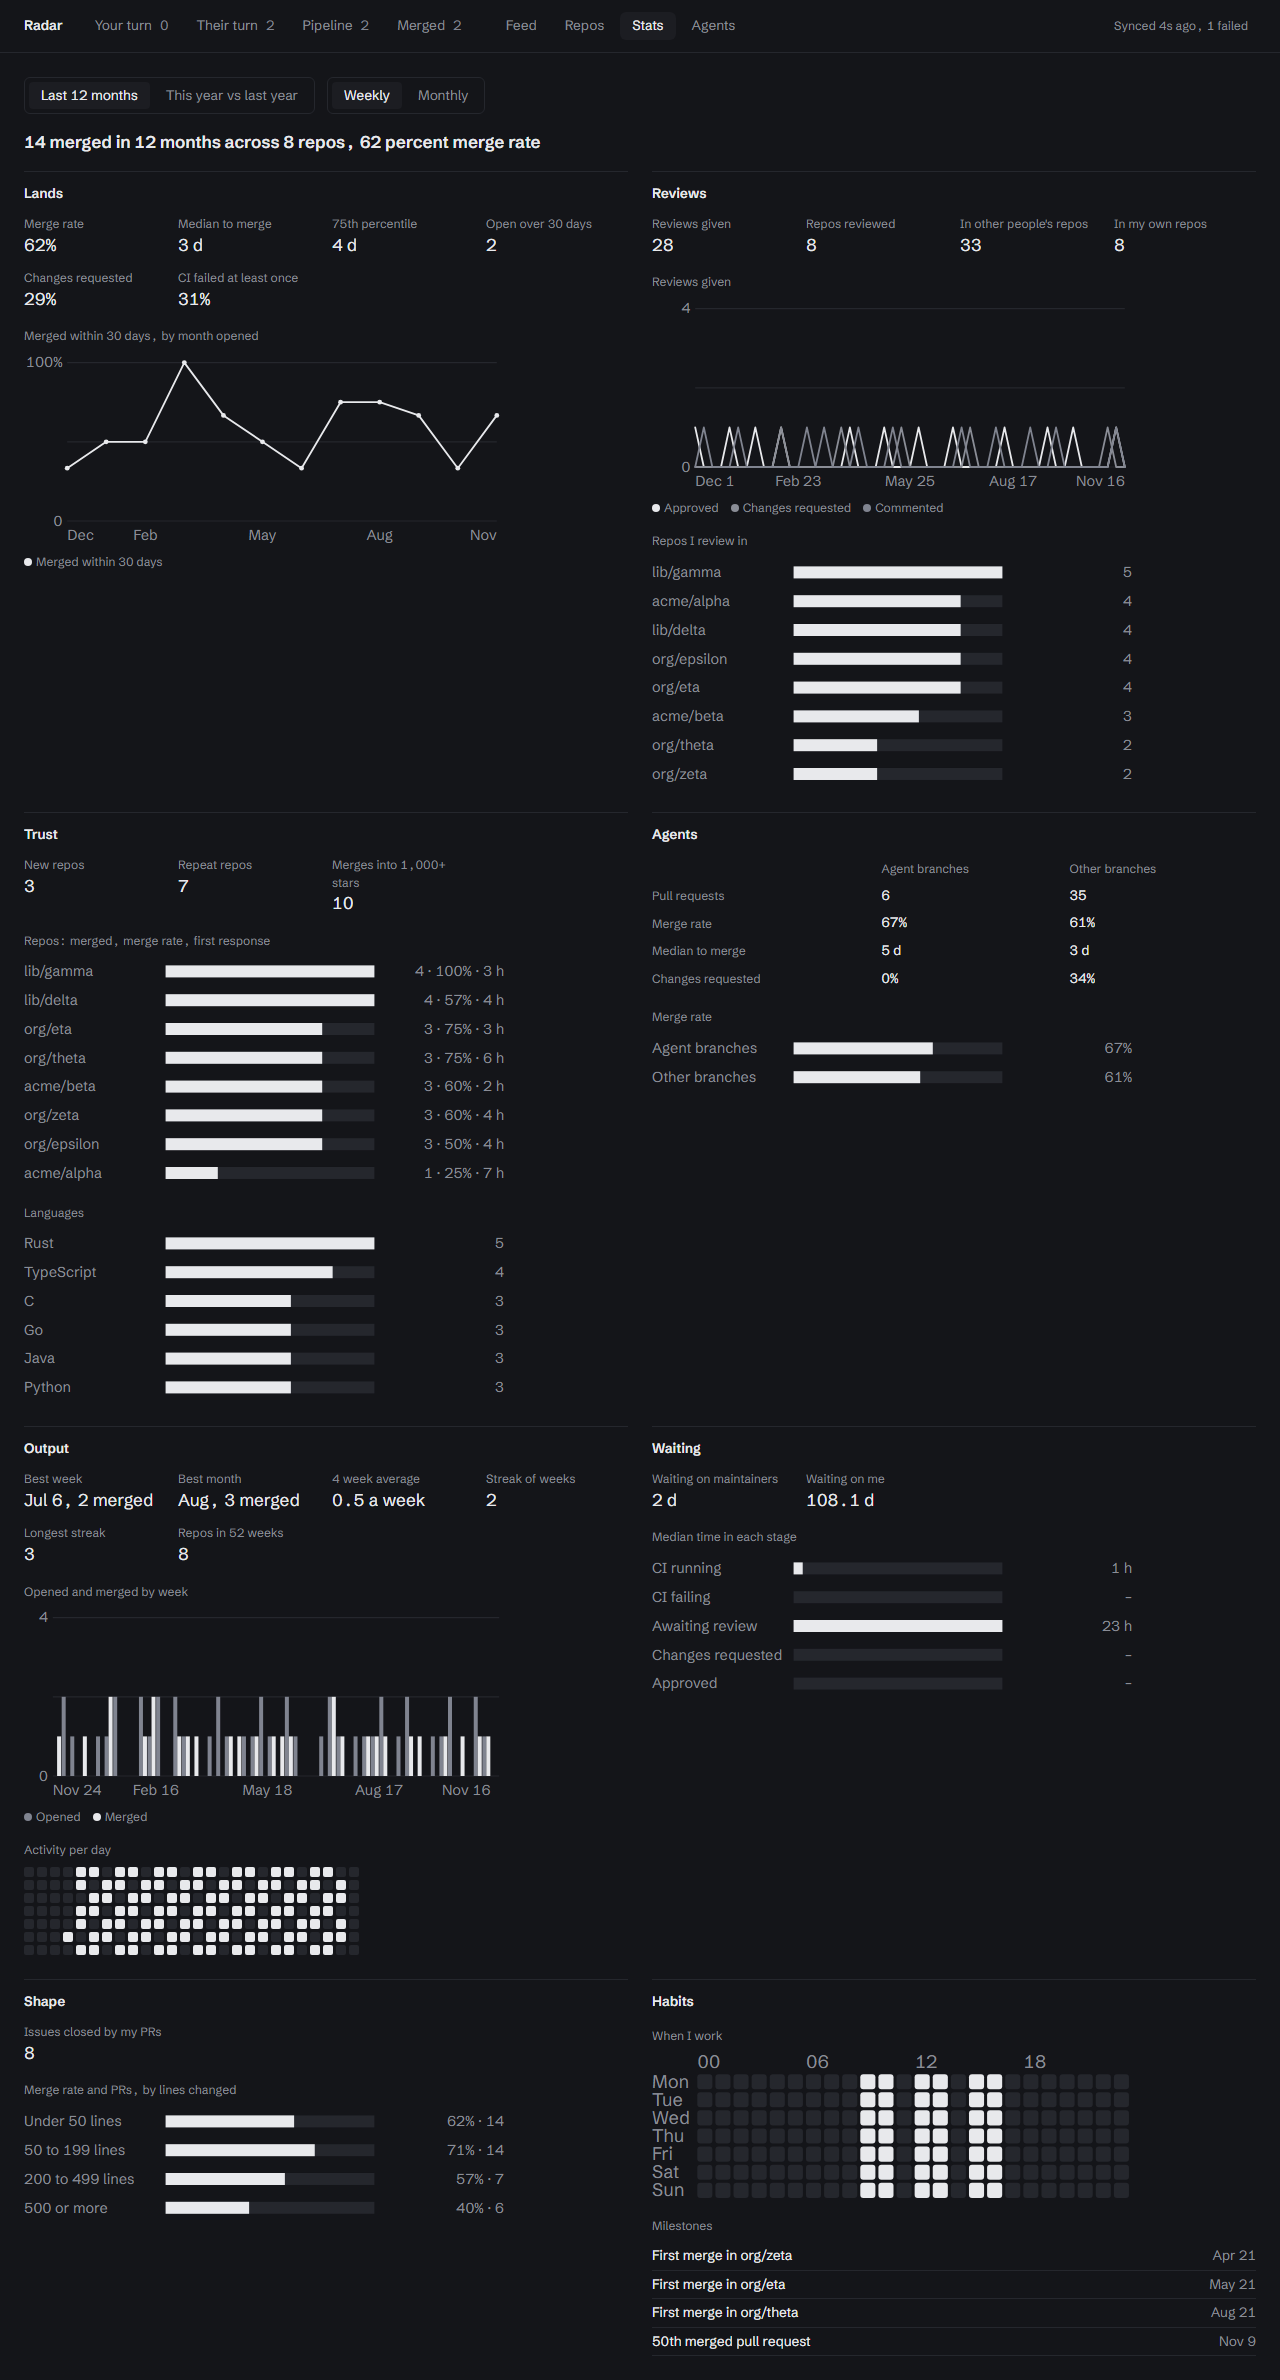 Radar Your turn 0 Their turn 2 Pipeline 2 Merged 2 Feed Repos Stats Agents Synced 4s ago, 1 failed
Last 12 months This year vs last year Weekly Monthly
14 merged in 12 months across 8 repos, 62 percent merge rate
Lands
Merge rate Median to merge 75th percentile Open over 30 days
62% 3 d 4 d 2
Changes requested CI failed at least once
29% 31%
Merged within 30 days, by month opened
100%
0
Dec Feb May Aug Nov
Merged within 30 days
Reviews
Reviews given Repos reviewed In other people's repos In my own repos
28 8 33 8
Reviews given
4
0
Dec 1 Feb 23 May 25 Aug 17 Nov 16
Approved Changes requested Commented
Repos I review in
lib/gamma 5
acme/alpha 4
lib/delta 4
org/epsilon 4
org/eta 4
acme/beta 3
org/theta 2
org/zeta 2
Trust
New repos Repeat repos Merges into 1,000+
stars
3 7 10
Repos: merged, merge rate, first response
lib/gamma 4 · 100% · 3 h
lib/delta 4 · 57% · 4 h
org/eta 3 · 75% · 3 h
org/theta 3 · 75% · 6 h
acme/beta 3 · 60% · 2 h
org/zeta 3 · 60% · 4 h
org/epsilon 3 · 50% · 4 h
acme/alpha 1 · 25% · 7 h
Languages
Rust 5
TypeScript 4
C 3
Go 3
Java 3
Python 3
Agents
Agent branches Other branches
Pull requests 6 35
Merge rate 67% 61%
Median to merge 5 d 3 d
Changes requested 0% 34%
Merge rate
Agent branches 67%
Other branches 61%
Output
Best week Best month 4 week average Streak of weeks
Jul 6, 2 merged Aug, 3 merged 0.5 a week 2
Longest streak Repos in 52 weeks
3 8
Opened and merged by week
4
0
Nov 24 Feb 16 May 18 Aug 17 Nov 16
Opened Merged
Activity per day
Waiting
Waiting on maintainers Waiting on me
2 d 108.1 d
Median time in each stage
CI running 1 h
CI failing –
Awaiting review 23 h
Changes requested –
Approved –
Shape
Issues closed by my PRs
8
Merge rate and PRs, by lines changed
Under 50 lines 62% · 14
50 to 199 lines 71% · 14
200 to 499 lines 57% · 7
500 or more 40% · 6
Habits
When I work
00 06 12 18
Mon
Tue
Wed
Thu
Fri
Sat
Sun
Milestones
First merge in org/zeta Apr 21
First merge in org/eta May 21
First merge in org/theta Aug 21
50th merged pull request Nov 9